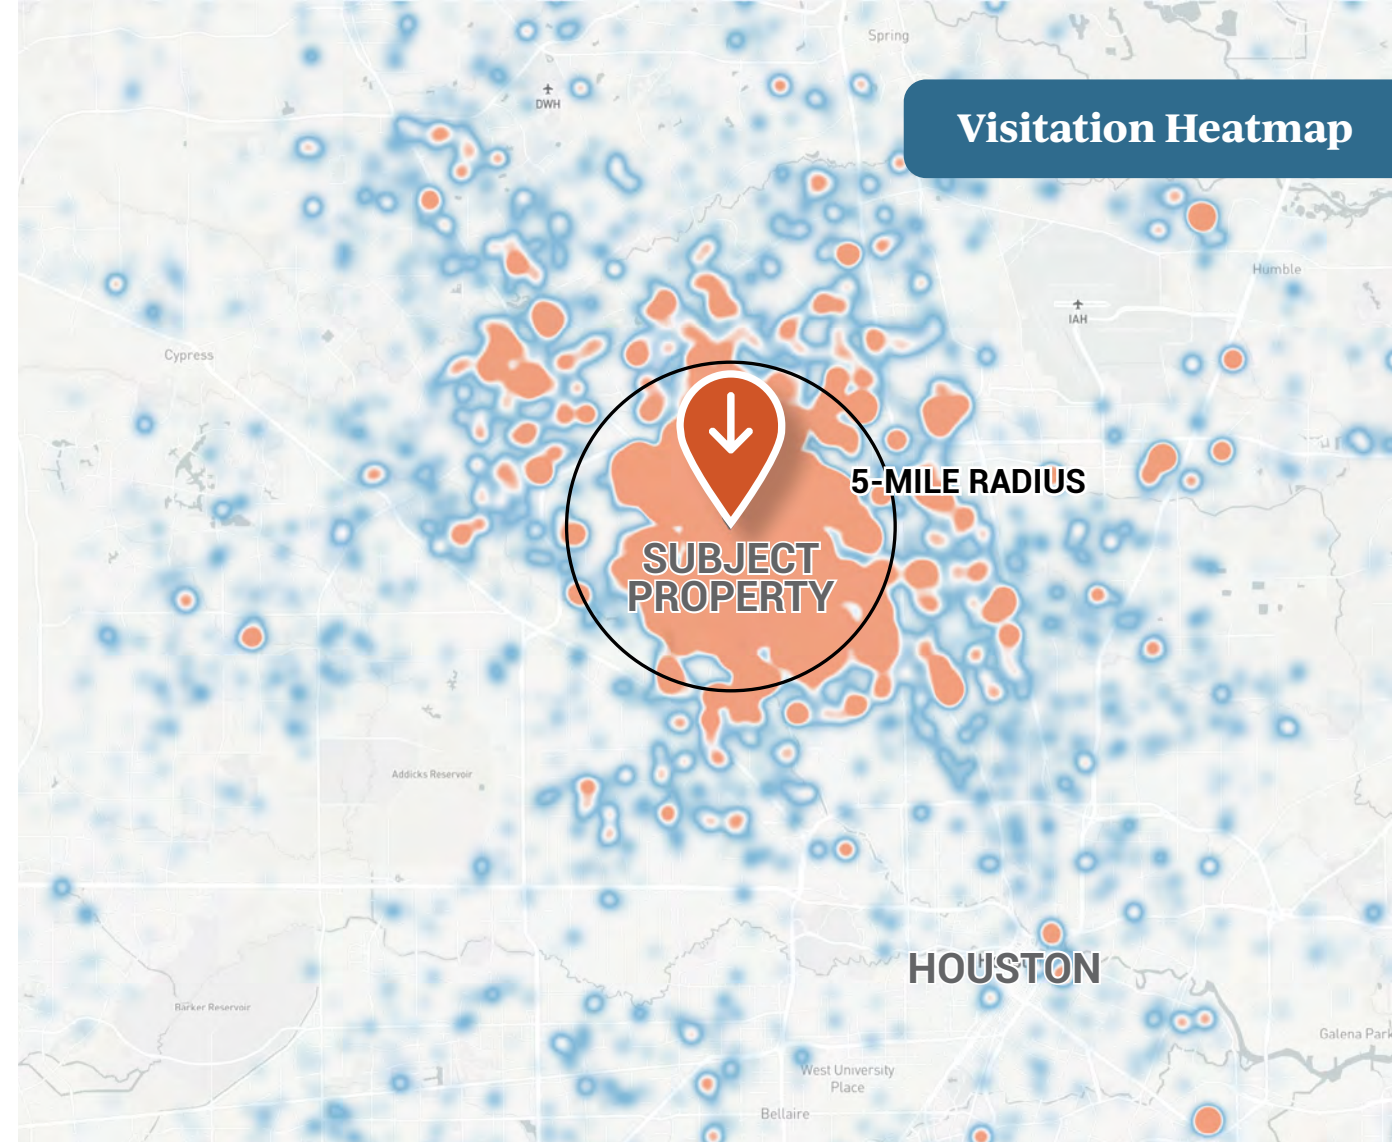 Spring
DWH
Visitation Heatmap
Humble
IAH
Cypress
5-MILE RADIUS
SUBJECT
PROPERTY
Addicks Reservoir
HOUSTON
Barker Reservoir
Galena Park
West University
Place
Bellaire